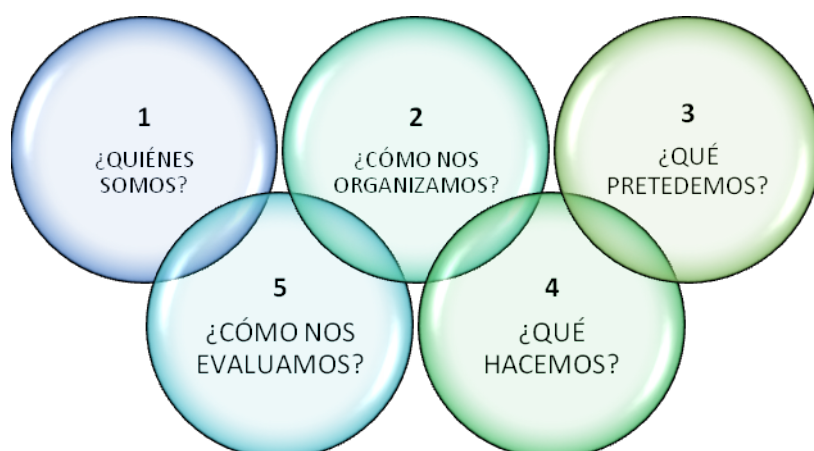 1
¿QUIÉNES
SOMOS?
2
¿CÓMO NOS
ORGANIZAMOS?
3
¿QUÉ
PRETEDEMOS?
5
¿CÓMO NOS
EVALUAMOS?
4
¿QUÉ
HACEMOS?